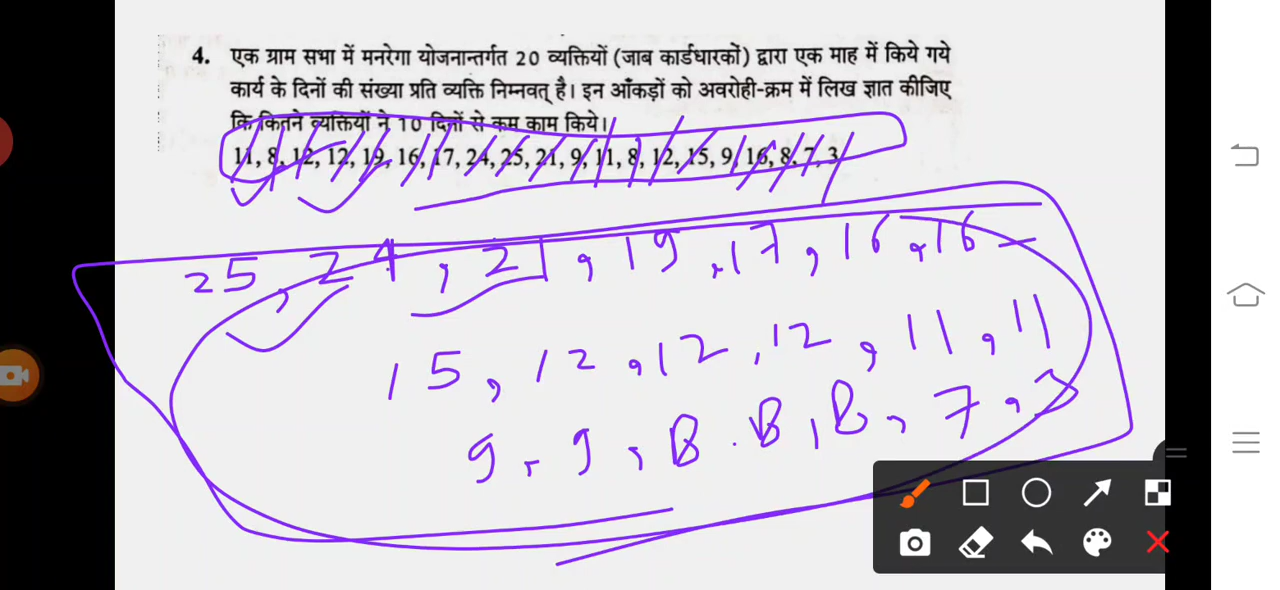 4. एक ग्राम सभा में मनरेगा योजनान्तर्गत 20 व्यक्तियों (जाब कार्डधारकों) द्वारा एक माह में किये गये
कार्य के दिनों की संख्या प्रति व्यक्ति निम्नवत् है। इन आँकड़ों को अवरोही-क्रम में लिख ज्ञात कीजिए
कि कितने व्यक्तियों ने 10 दिनों से कम काम किये।
11, 8, 12, 12, 19, 16, 17, 24, 25, 21, 9, 11, 8, 12, 15, 9, 16, 8, 7, 3
25, 24, 21, 19, 17, 16, 16
15, 12, 12, 12, 11, 11
9, 9, 8, 8, 8, 7, 3